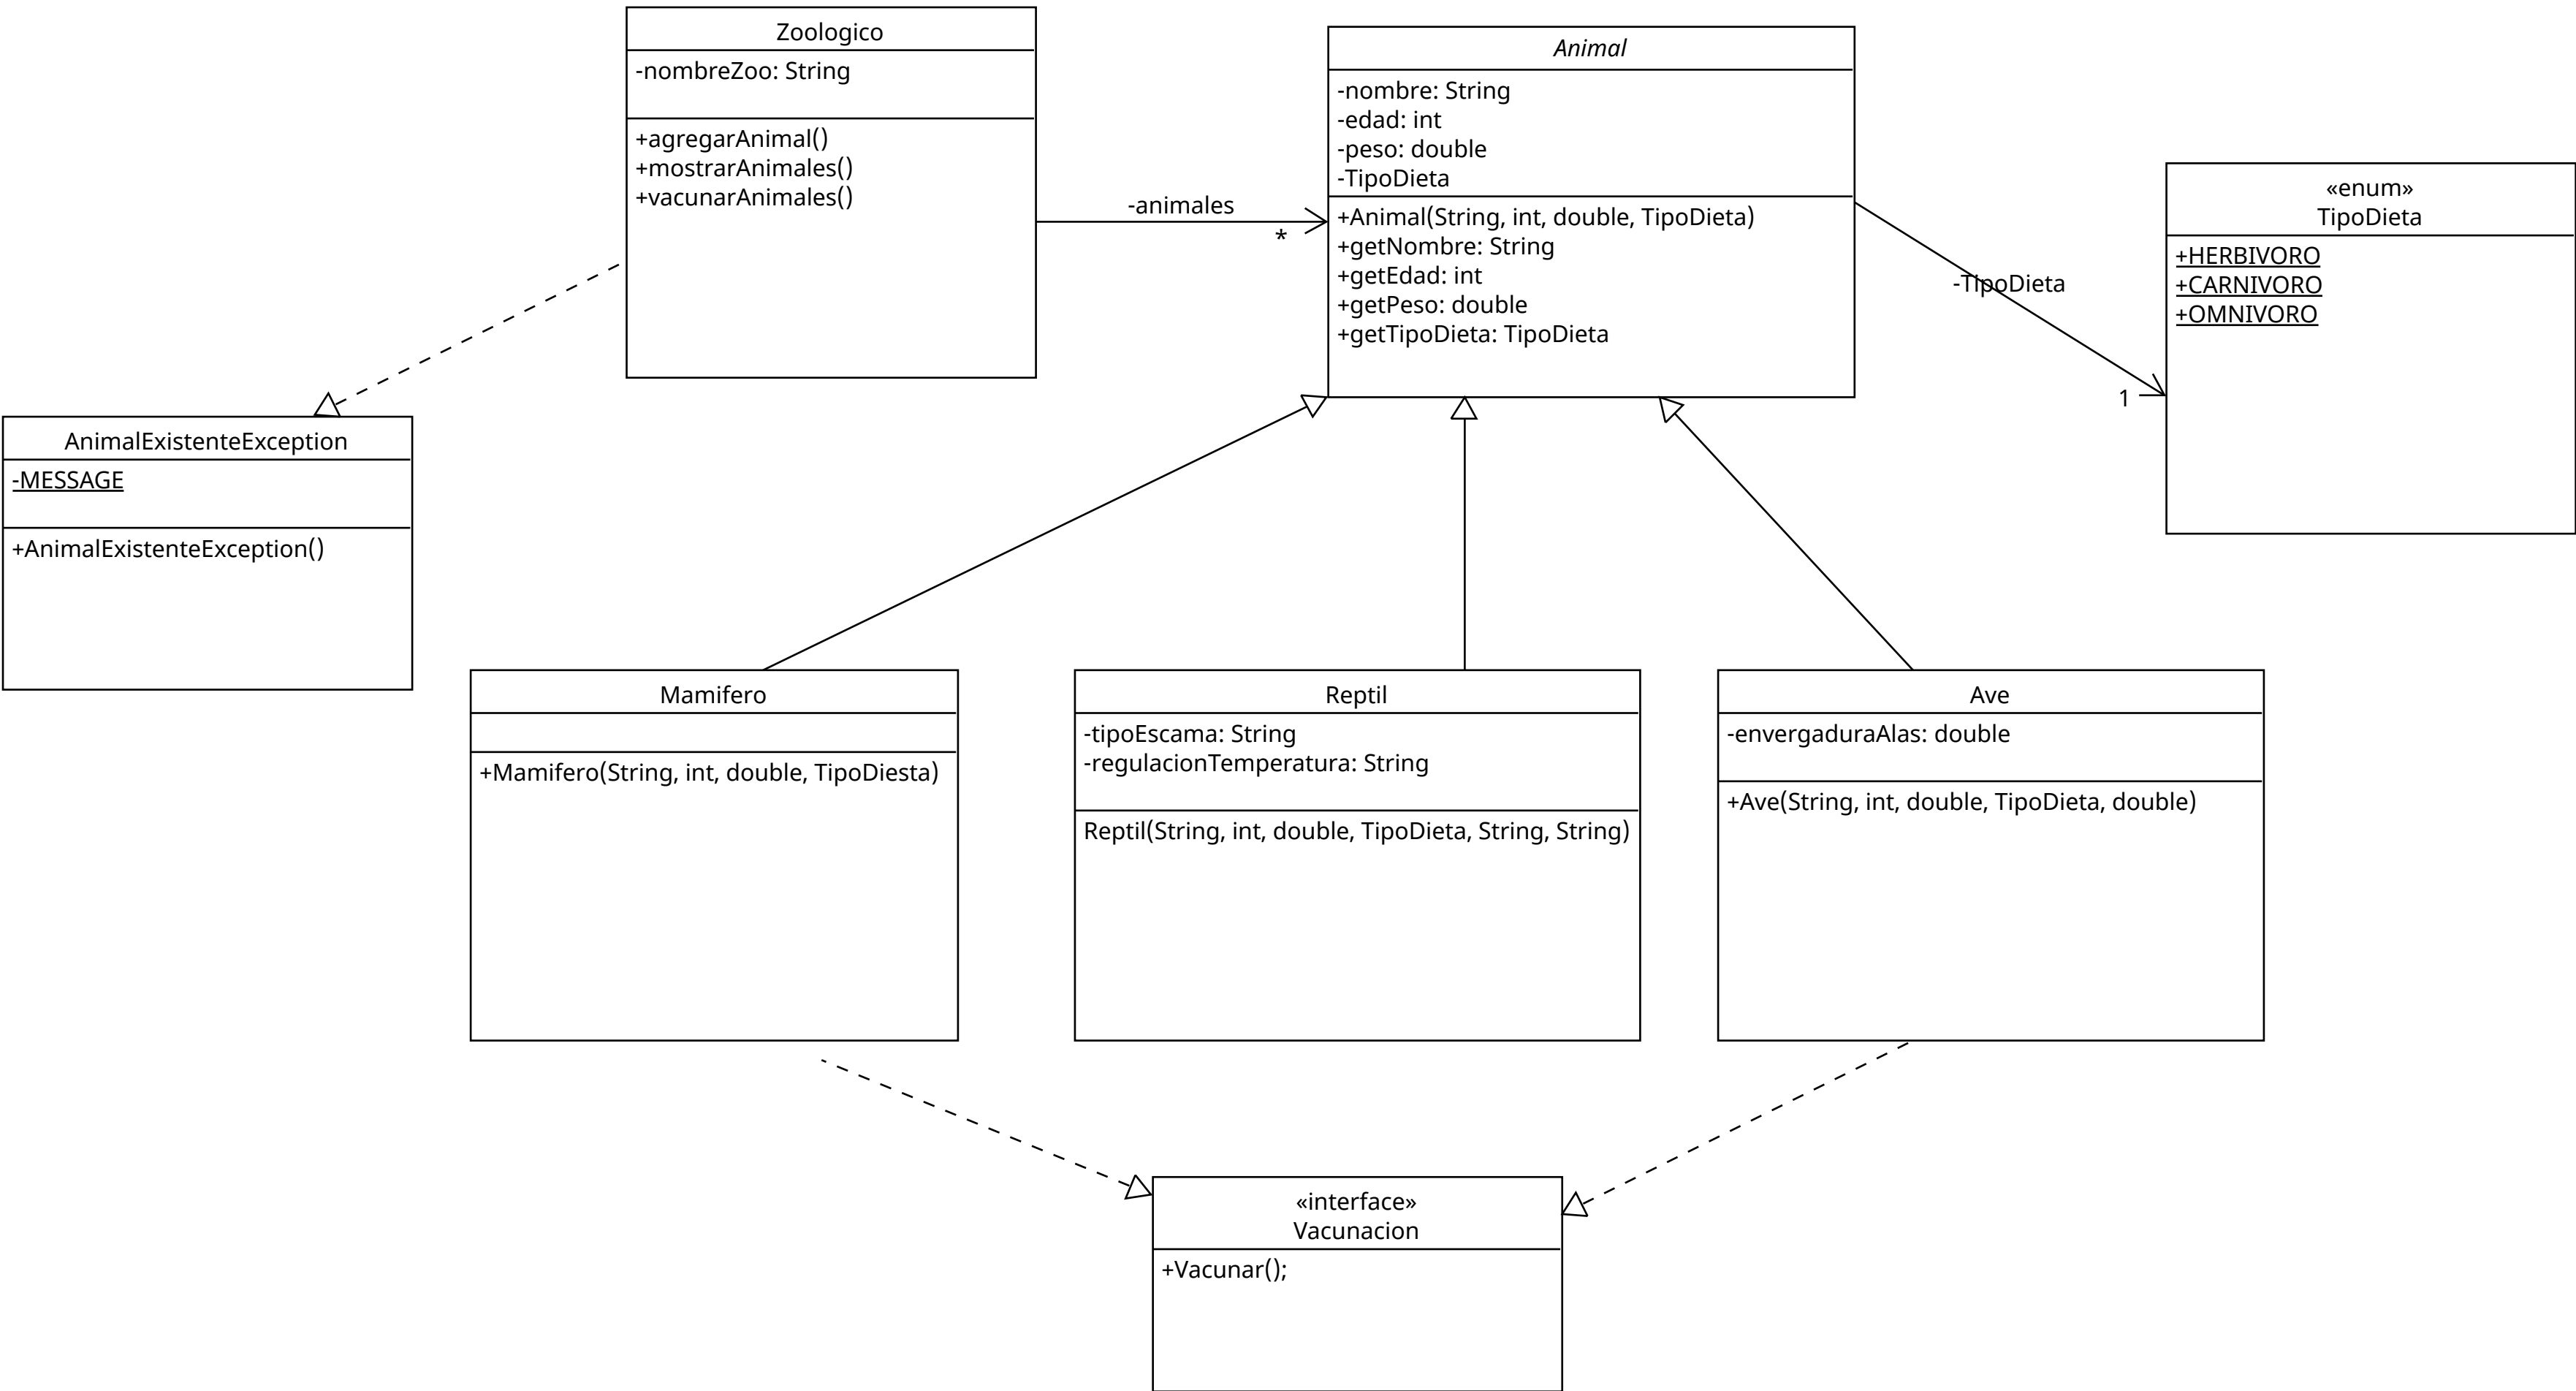 Zoologico
-nombreZoo: String
+agregarAnimal()
+mostrarAnimales()
+vacunarAnimales()
-animales
*
Animal
-nombre: String
-edad: int
-peso: double
-TipoDieta
+Animal(String, int, double, TipoDieta)
+getNombre: String
+getEdad: int
+getPeso: double
+getTipoDieta: TipoDieta
-TipoDieta
1
«enum»
TipoDieta
+HERBIVORO
+CARNIVORO
+OMNIVORO
AnimalExistenteException
-MESSAGE
+AnimalExistenteException()
Mamifero
+Mamifero(String, int, double, TipoDiesta)
Reptil
-tipoEscama: String
-regulacionTemperatura: String
Reptil(String, int, double, TipoDieta, String, String)
Ave
-envergaduraAlas: double
+Ave(String, int, double, TipoDieta, double)
«interface»
Vacunacion
+Vacunar();